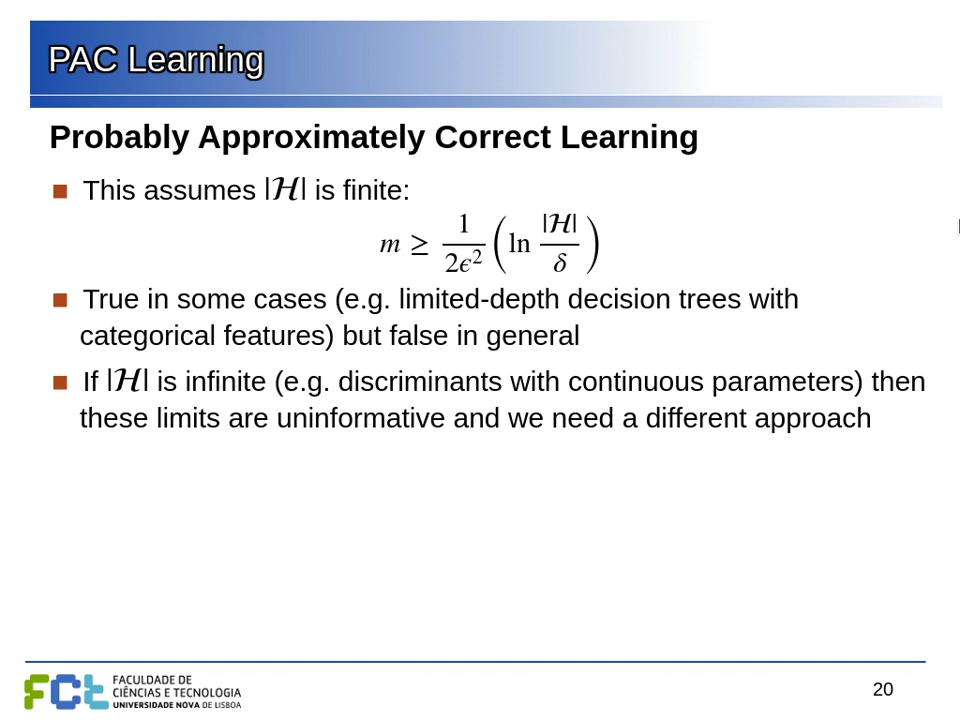 PAC Learning
Probably Approximately Correct Learning
This assumes |ℋ| is finite:
m ≥ 1/(2ϵ²) (ln |ℋ|/δ)
True in some cases (e.g. limited-depth decision trees with
categorical features) but false in general
If |ℋ| is infinite (e.g. discriminants with continuous parameters) then
these limits are uninformative and we need a different approach
FCt
FACULDADE DE
CIÊNCIAS E TECNOLOGIA
UNIVERSIDADE NOVA DE LISBOA
20